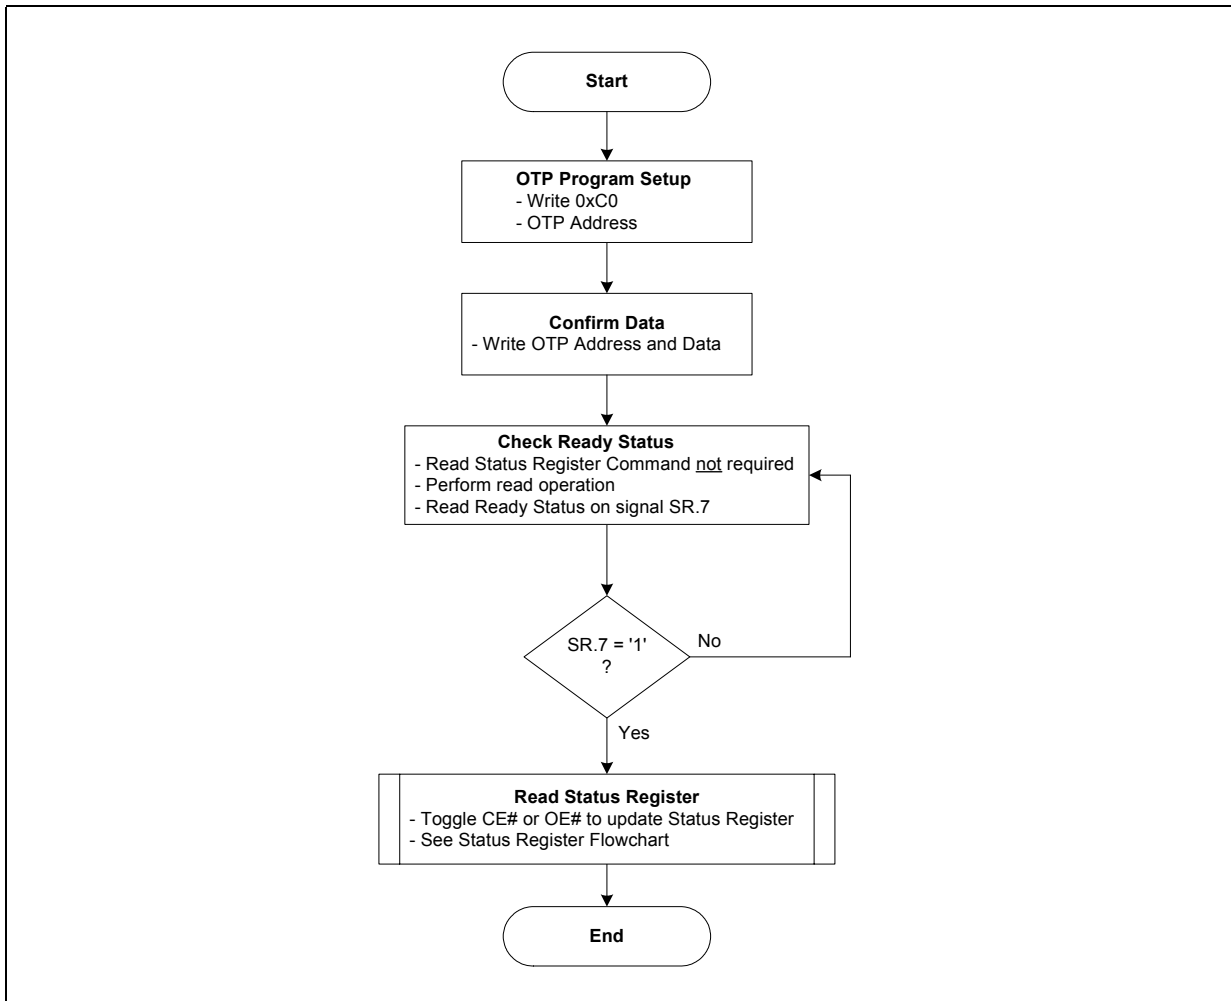 Start
OTP Program Setup
- Write 0xC0
- OTP Address
Confirm Data
- Write OTP Address and Data
Check Ready Status
- Read Status Register Command not required
- Perform read operation
- Read Ready Status on signal SR.7
SR.7 = '1'
?
No
Yes
Read Status Register
- Toggle CE# or OE# to update Status Register
- See Status Register Flowchart
End